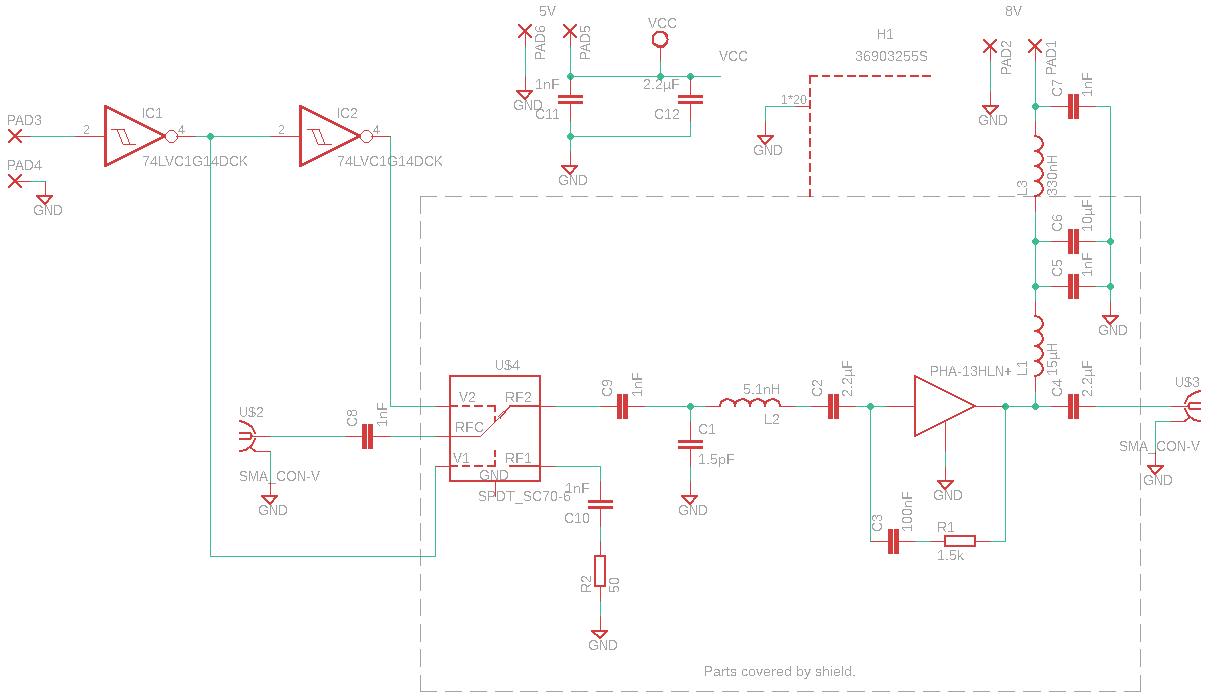 5V
8V
PAD6
PAD5
VCC
VCC
H1
36903255S
PAD2
PAD1
C7
1nF
1nF
2.2µF
1*20
GND
C11
C12
GND
GND
GND
PAD3
2
IC1
4
74LVC1G14DCK
2
IC2
4
74LVC1G14DCK
PAD4
GND
L3
330nH
C6
10µF
C5
1nF
GND
L1
15µH
U$4
V2
RF2
RFC
V1
RF1
GND
SPDT_SC70-6
U$2
C8
1nF
SMA_CON-V
GND
C9
1nF
5.1nH
L2
C1
1.5pF
GND
C2
2.2µF
PHA-13HLN+
GND
C4
2.2µF
U$3
SMA_CON-V
GND
1nF
C10
R2
50
GND
C3
100nF
R1
1.5k
Parts covered by shield.